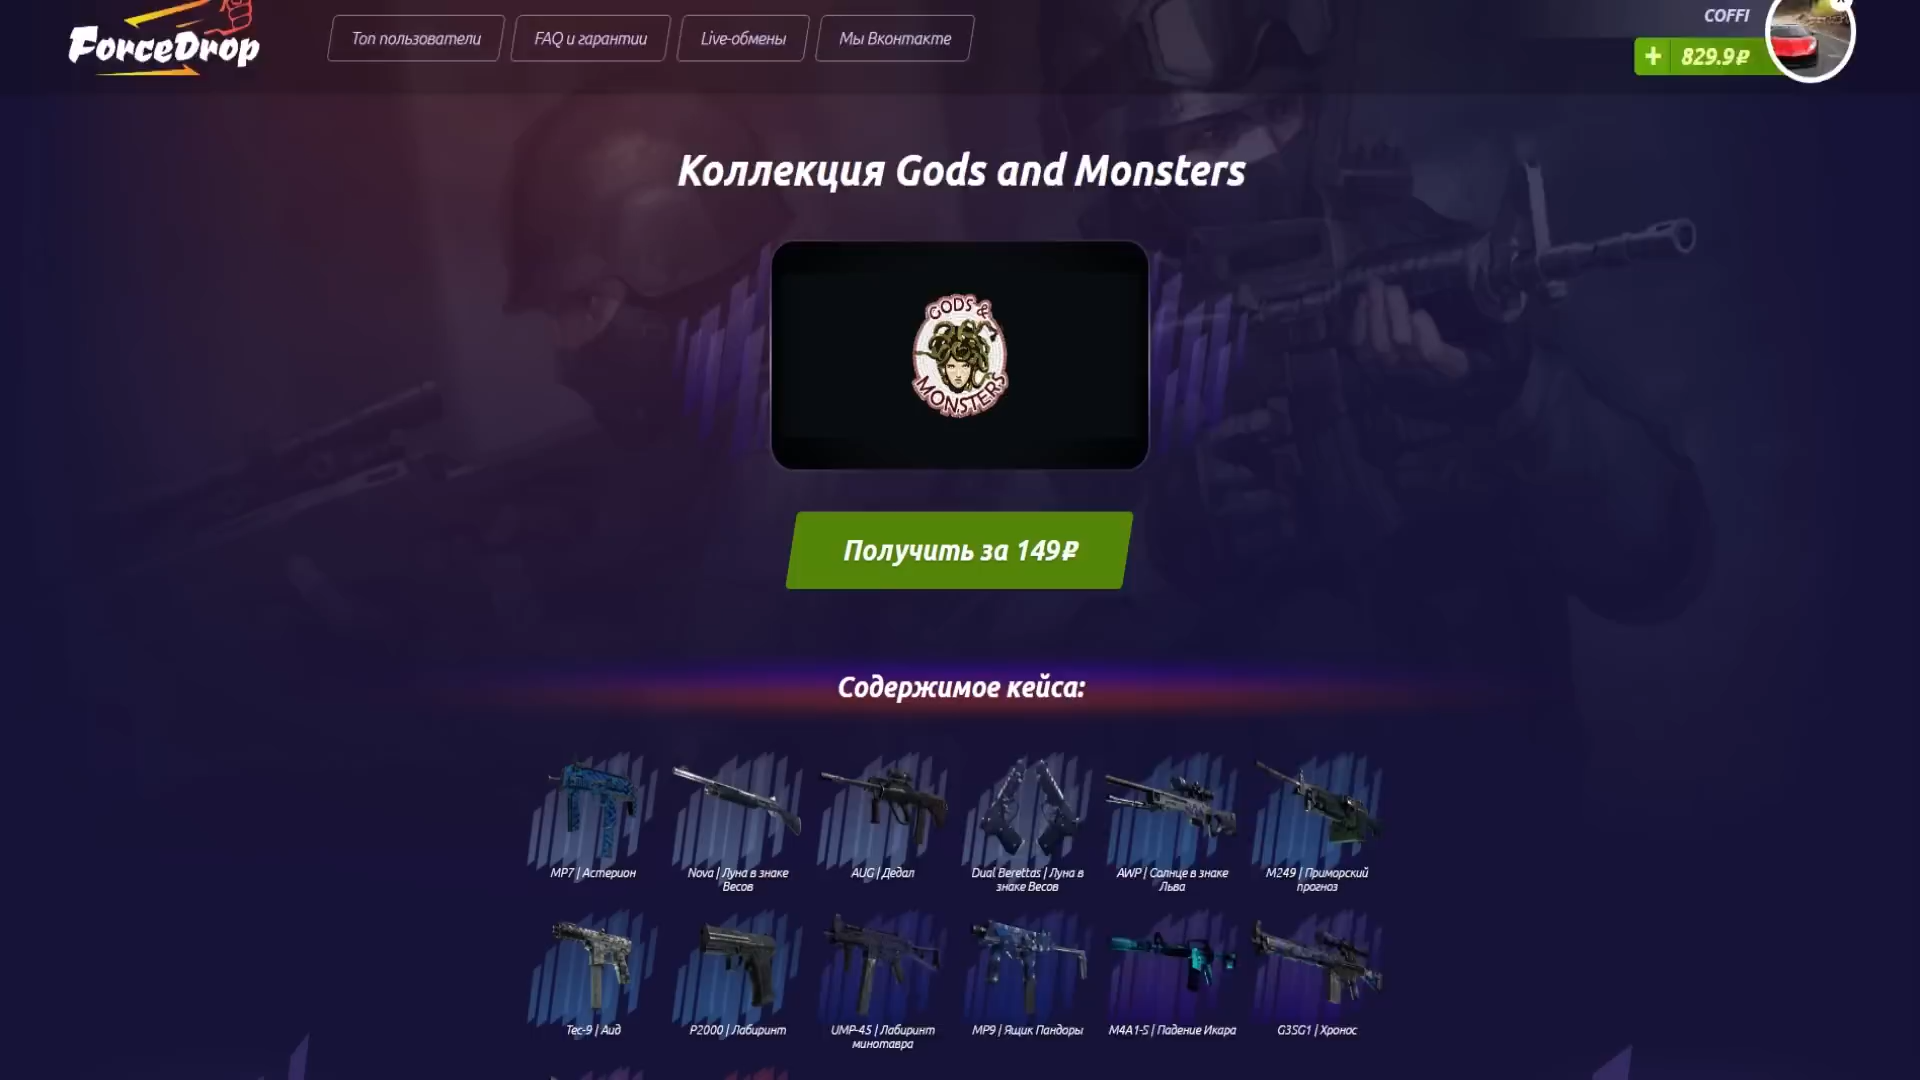 ForceDrop
Топ пользователи
FAQ и гарантии
Live-обмены
Мы Вконтакте
COFFI
+ 829.9₽
Коллекция Gods and Monsters
GODS &
MONSTERS
Получить за 149₽
Содержимое кейса:
MP7 | Астерион
Nova | Луна в знаке
Весов
AUG | Дедал
Dual Berettas | Луна в
знаке Весов
AWP | Солнце в знаке
Льва
M249 | Приморский
прогноз
Tec-9 | Аид
P2000 | Лабиринт
UMP-45 | Лабиринт
минотавра
MP9 | Ящик Пандоры
M4A1-S | Падение Икара
G3SG1 | Хронос